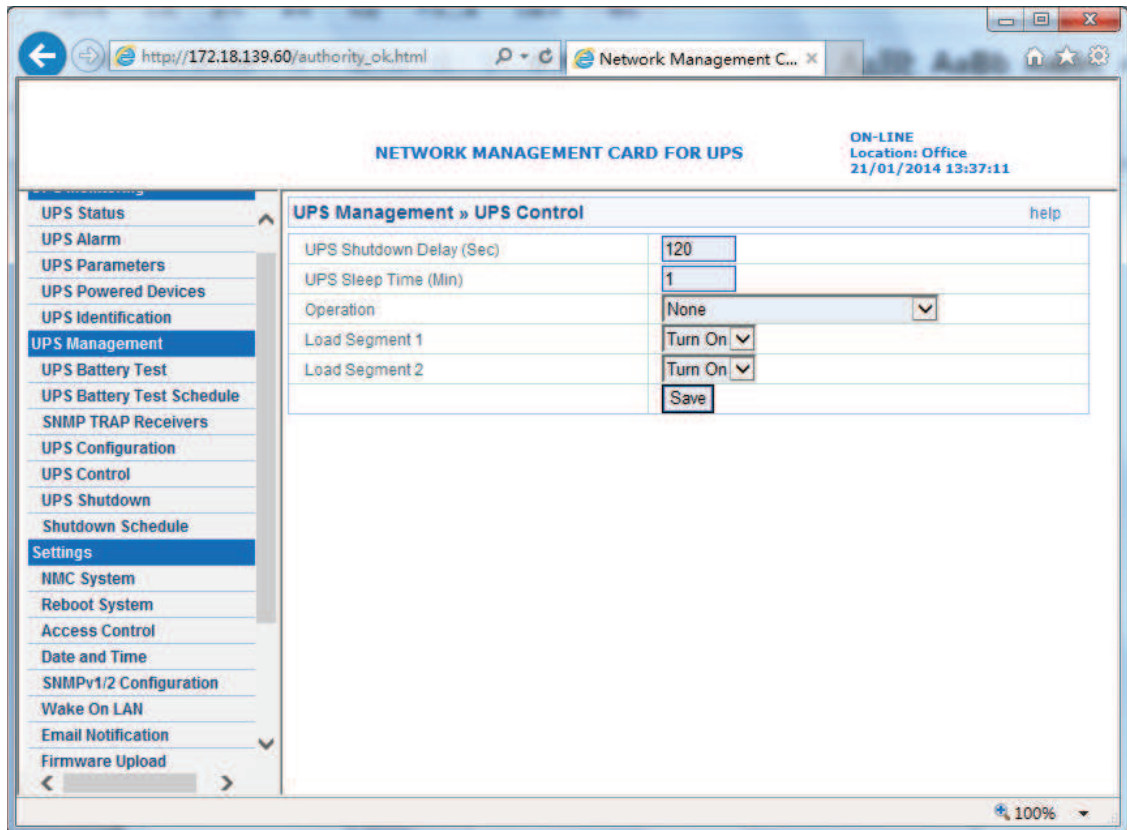 http://172.18.139.60/authority_ok.html
Network Management C...
NETWORK MANAGEMENT CARD FOR UPS
ON-LINE
Location: Office
21/01/2014 13:37:11
UPS Status
UPS Alarm
UPS Parameters
UPS Powered Devices
UPS Identification
UPS Management
UPS Battery Test
UPS Battery Test Schedule
SNMP TRAP Receivers
UPS Configuration
UPS Control
UPS Shutdown
Shutdown Schedule
Settings
NMC System
Reboot System
Access Control
Date and Time
SNMPv1/2 Configuration
Wake On LAN
Email Notification
Firmware Upload
UPS Management » UPS Control
help
UPS Shutdown Delay (Sec) 120
UPS Sleep Time (Min) 1
Operation None
Load Segment 1 Turn On
Load Segment 2 Turn On
Save
100%